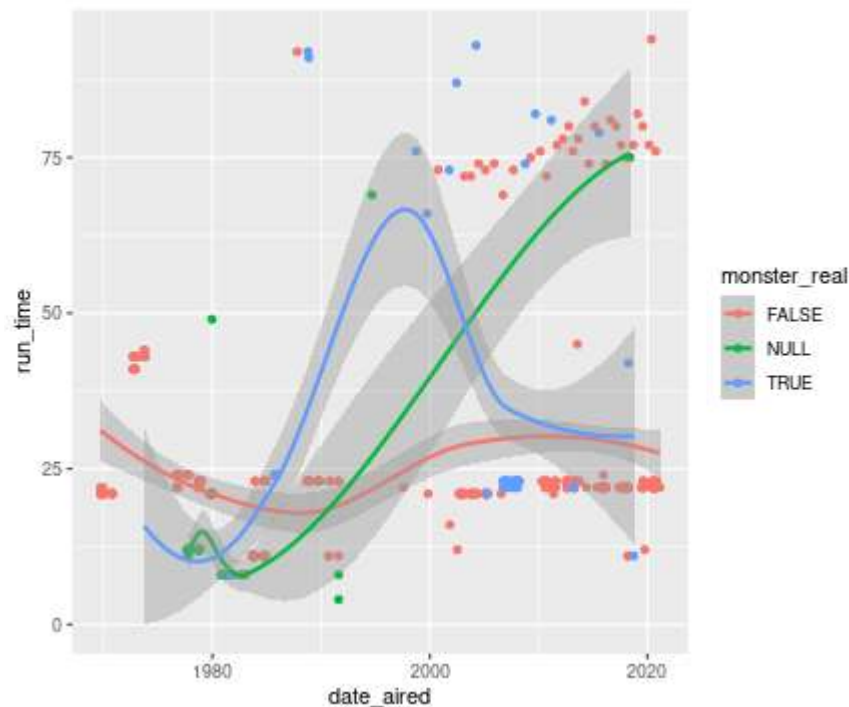 75
50
25
0
run_time
1980
2000
2020
date_aired
monster_real
FALSE
NULL
TRUE